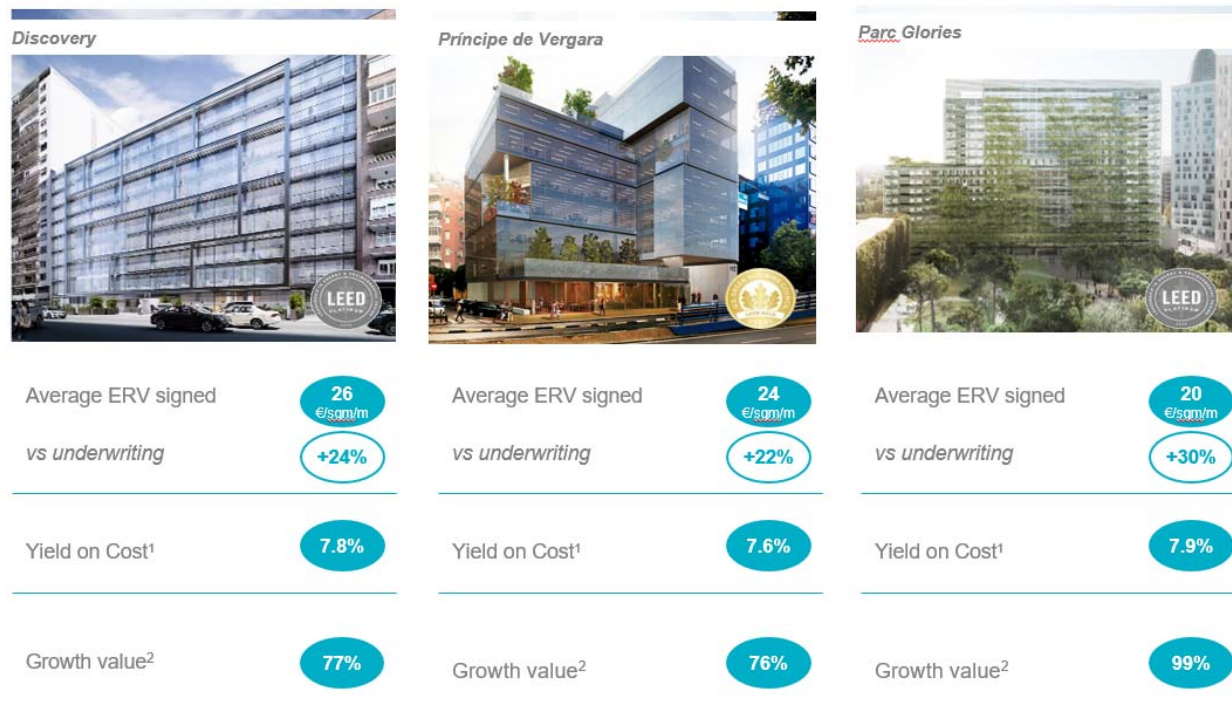 Discovery
LEED
PLATINUM
Average ERV signed
26
€/sqm/m
vs underwriting
+24%
Yield on Cost¹
7.8%
Growth value²
77%
Príncipe de Vergara
Average ERV signed
24
€/sqm/m
vs underwriting
+22%
Yield on Cost¹
7.6%
Growth value²
76%
Parc Glories
LEED
PLATINUM
Average ERV signed
20
€/sqm/m
vs underwriting
+30%
Yield on Cost¹
7.9%
Growth value²
99%